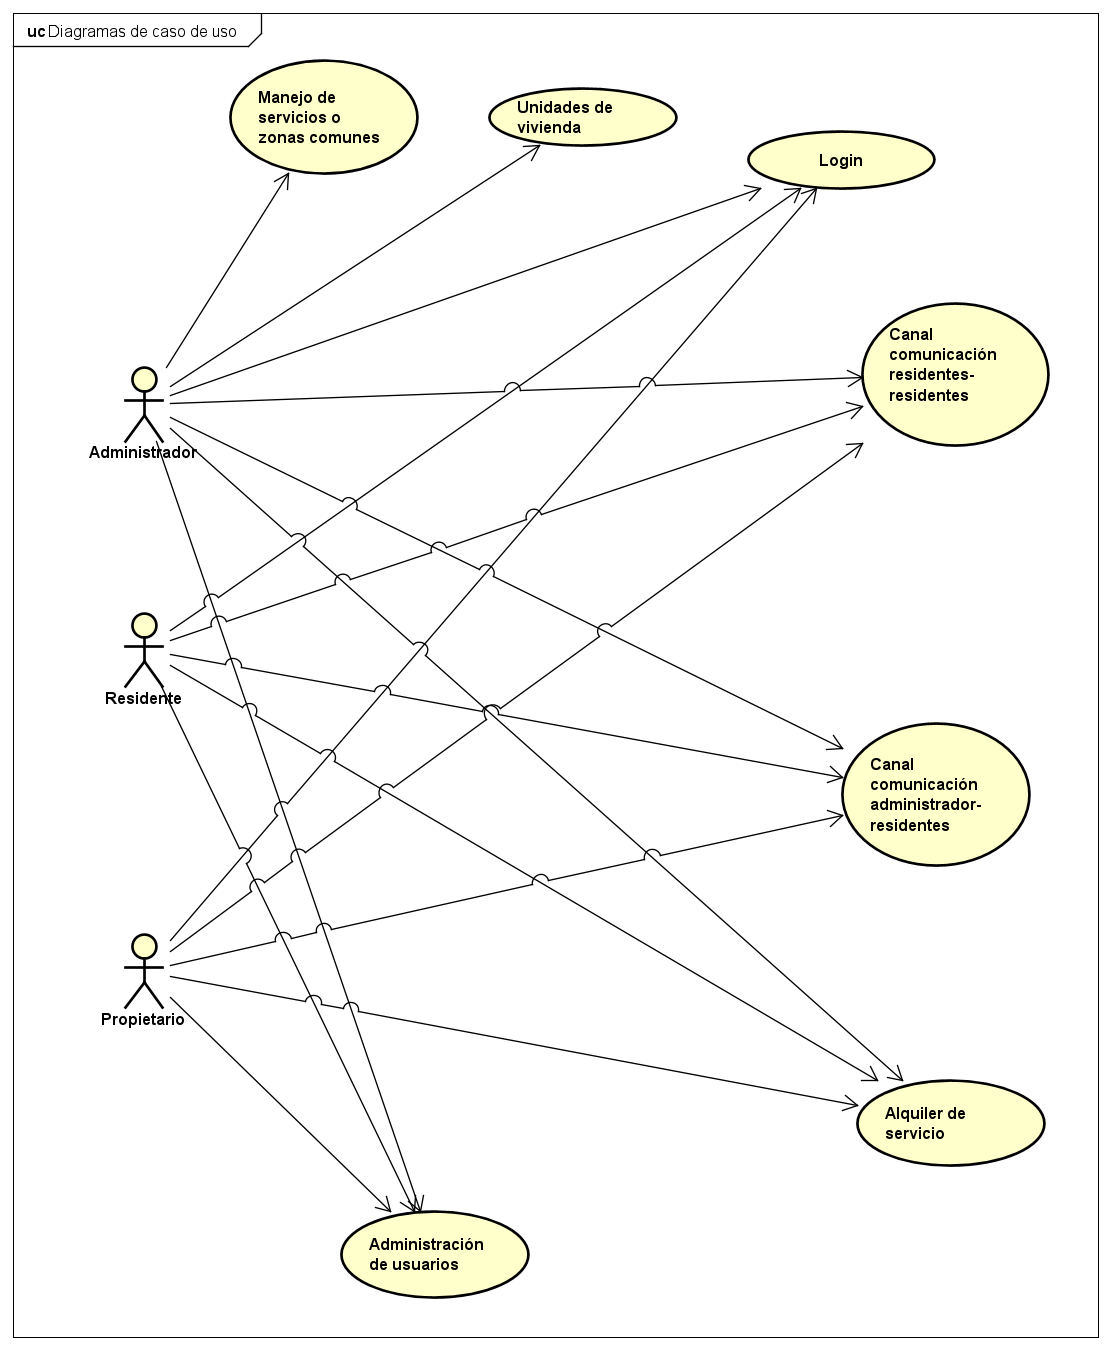 uc Diagramas de caso de uso
Manejo de
servicios o
zonas comunes
Unidades de
vivienda
Login
Canal
comunicación
residentes-
residentes
Administrador
Residente
Canal
comunicación
administrador-
residentes
Propietario
Alquiler de
servicio
Administración
de usuarios